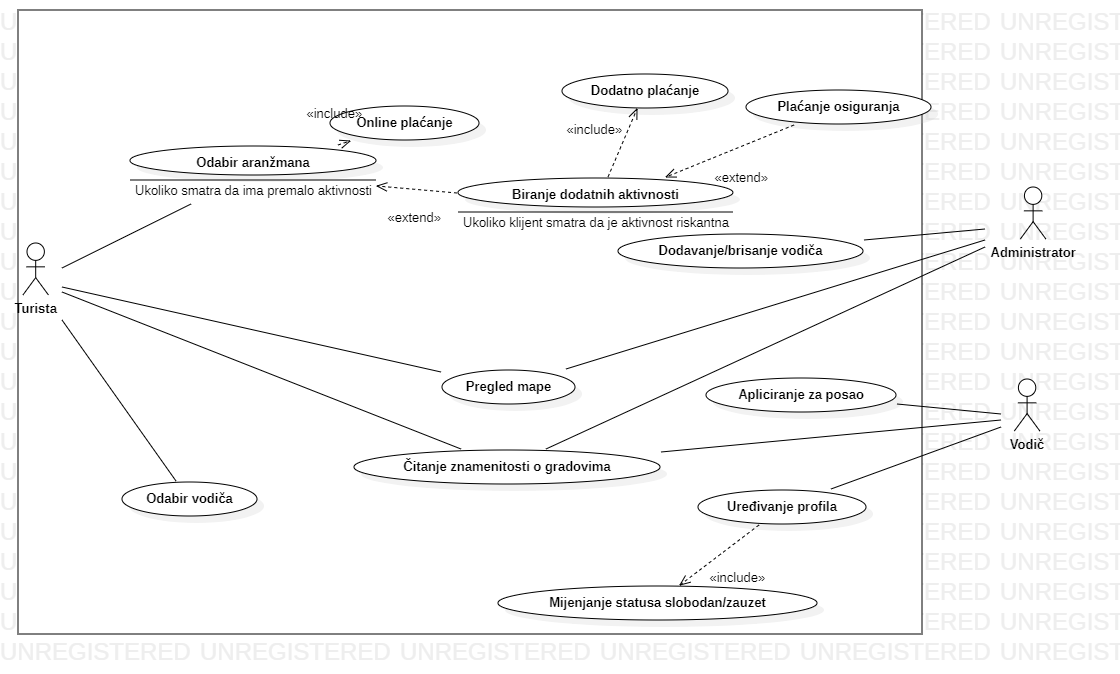 «include»
Online plaćanje
Dodatno plaćanje
Plaćanje osiguranja
«include»
Odabir aranžmana
Ukoliko smatra da ima premalo aktivnosti
«extend»
Biranje dodatnih aktivnosti
Ukoliko klijent smatra da je aktivnost riskantna
«extend»
Dodavanje/brisanje vodiča
Administrator
Turista
Pregled mape
Apliciranje za posao
Vodič
Čitanje znamenitosti o gradovima
Odabir vodiča
Uređivanje profila
«include»
Mijenjanje statusa slobodan/zauzet
UNREGISTERED UNREGISTERED UNREGISTERED UNREGISTERED UNREGISTERED UNREGIST